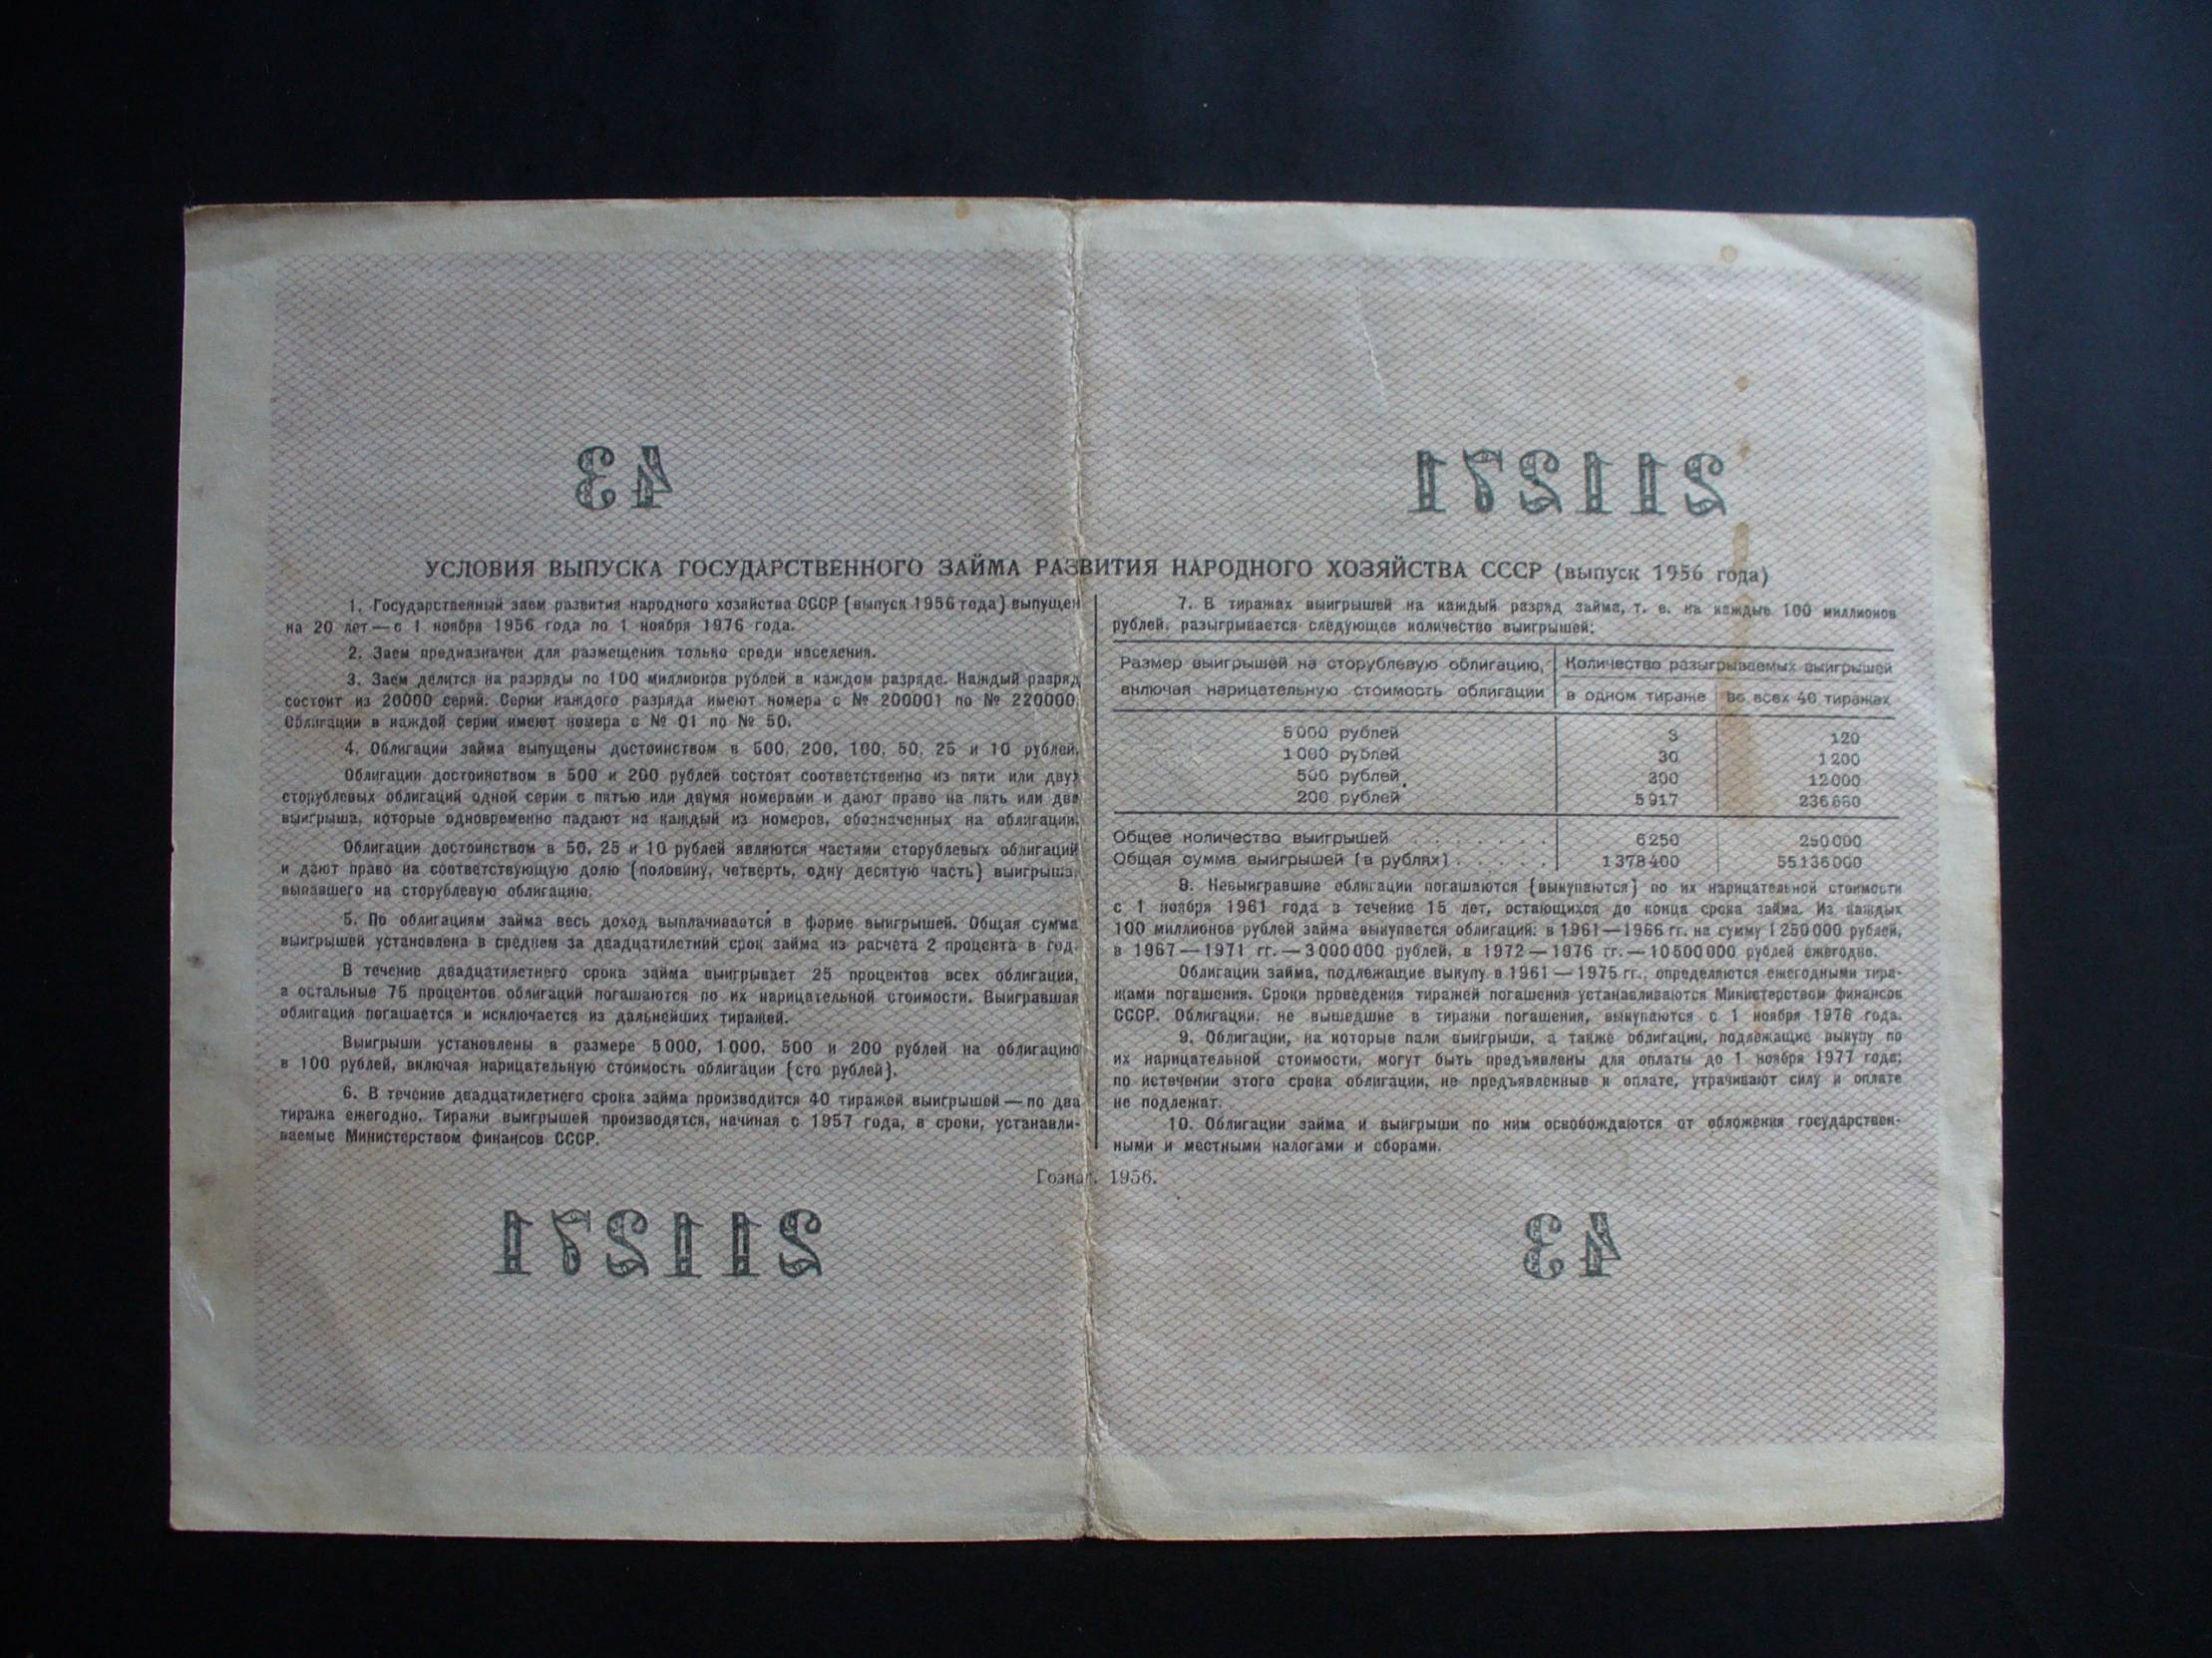 43
211271
УСЛОВИЯ ВЫПУСКА ГОСУДАРСТВЕННОГО ЗАЙМА РАЗВИТИЯ НАРОДНОГО ХОЗЯЙСТВА СССР (выпуск 1956 года)
1. Государственный заем развития народного хозяйства СССР (выпуск 1956 года) выпущен
на 20 лет — с 1 ноября 1956 года по 1 ноября 1976 года.
2. Заем предназначен для размещения только среди населения.
3. Заем делится на разряды по 100 миллионов рублей в каждом разряде. Каждый разряд
состоит из 20000 серий. Серии каждого разряда имеют номера с № 200001 по № 220000.
Облигации в каждой серии имеют номера с № 01 по № 50.
4. Облигации займа выпущены достоинством в 500, 200, 100, 50, 25 и 10 рублей.
Облигации достоинством в 500 и 200 рублей состоят соответственно из пяти или двух
сторублевых облигаций одной серии с пятью или двумя номерами и дают право на пять или два
выигрыша, которые одновременно падают на каждый из номеров, обозначенных на облигации.
Облигации достоинством в 50, 25 и 10 рублей являются частями сторублевых облигаций
и дают право на соответствующую долю (половину, четверть, одну десятую часть) выигрыша,
выпавшего на сторублевую облигацию.
5. По облигациям займа весь доход выплачивается в форме выигрышей. Общая сумма
выигрышей установлена в среднем за двадцатилетний срок займа из расчета 2 процента в год.
В течение двадцатилетнего срока займа выигрывает 25 процентов всех облигаций,
а остальные 75 процентов облигаций погашаются по их нарицательной стоимости. Выигравшая
облигация погашается и исключается из дальнейших тиражей.
Выигрыши установлены в размере 5000, 1000, 500 и 200 рублей на облигацию
в 100 рублей, включая нарицательную стоимость облигации (сто рублей).
6. В течение двадцатилетнего срока займа производится 40 тиражей выигрышей — по два
тиража ежегодно. Тиражи выигрышей производятся, начиная с 1957 года, в сроки, устанавли-
ваемые Министерством финансов СССР.
7. В тиражах выигрышей на каждый разряд займа, т. е. на каждые 100 миллионов
рублей, разыгрывается следующее количество выигрышей:
Размер выигрышей на сторублевую облигацию, Количество разыгрываемых выигрышей
включая нарицательную стоимость облигации в одном тираже во всех 40 тиражах
5000 рублей 3 120
1000 рублей 30 1200
500 рублей 300 12000
200 рублей 5917 236680
Общее количество выигрышей . . . . . . . 6250 250000
Общая сумма выигрышей (в рублях) . . . . . 1378400 55136000
8. Невыигравшие облигации погашаются (выкупаются) по их нарицательной стоимости
с 1 ноября 1961 года в течение 15 лет, остающихся до конца срока займа. Из каждых
100 миллионов рублей займа выкупается облигаций: в 1961—1966 гг. на сумму 1250000 рублей,
в 1967—1971 гг.—3000000 рублей, в 1972—1976 гг.—10500000 рублей ежегодно.
Облигации займа, подлежащие выкупу в 1961—1975 гг., определяются ежегодными тира-
жами погашения. Сроки проведения тиражей погашения устанавливаются Министерством финансов
СССР. Облигации, не вышедшие в тиражи погашения, выкупаются с 1 ноября 1976 года.
9. Облигации, на которые пали выигрыши, а также облигации, подлежащие выкупу по
их нарицательной стоимости, могут быть предъявлены для оплаты до 1 ноября 1977 года;
по истечении этого срока облигации, не предъявленные к оплате, утрачивают силу и оплате
не подлежат.
10. Облигации займа и выигрыши по ним освобождаются от обложения государствен-
ными и местными налогами и сборами.
Гознак. 1956.
211271
43